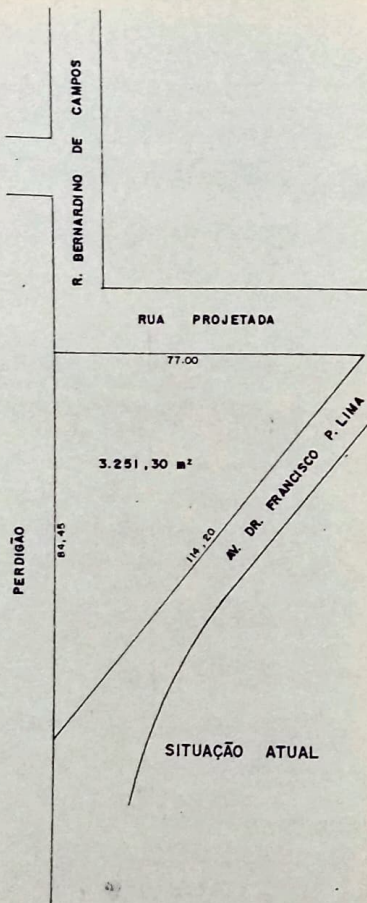 R. BERNARDINO DE CAMPOS
RUA PROJETADA
77.00
3.251,30 m²
PERDIGÃO
84,45
114,20
AV. DR. FRANCISCO P. LIMA
SITUAÇÃO ATUAL